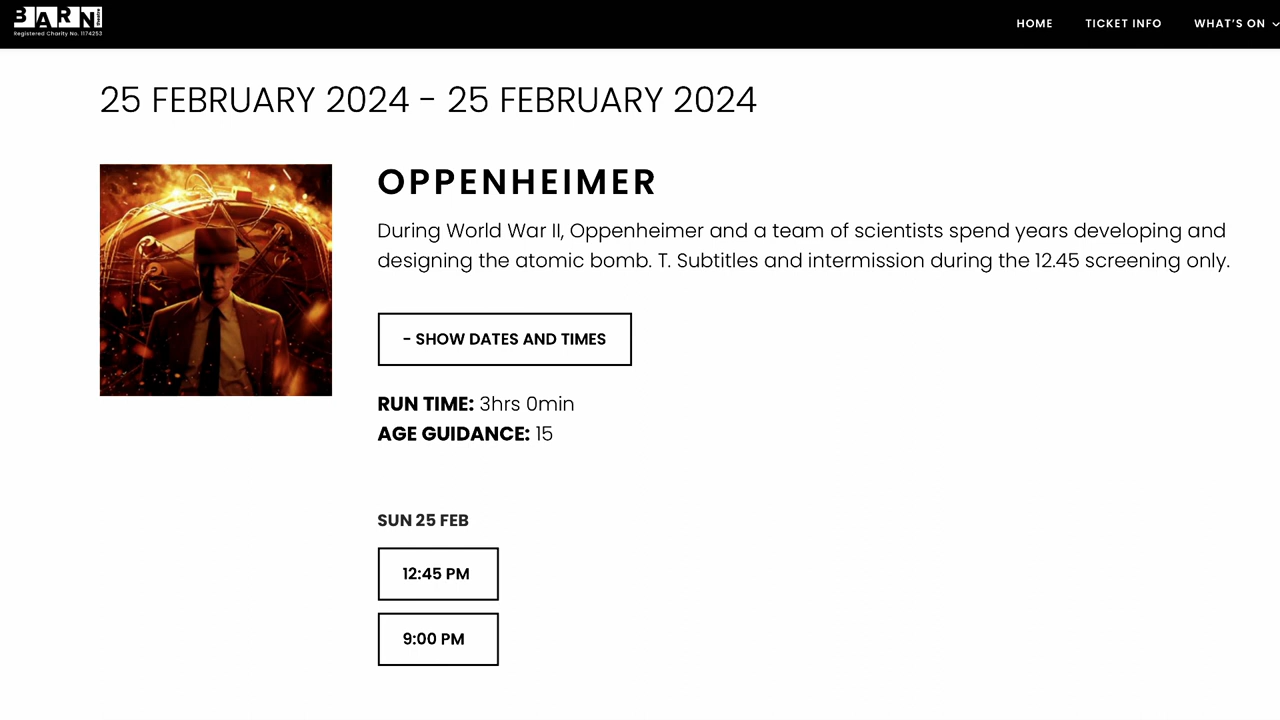 BARN
THEATRE
Registered Charity No. 1174253
HOME
TICKET INFO
WHAT'S ON
25 FEBRUARY 2024 - 25 FEBRUARY 2024
OPPENHEIMER
During World War II, Oppenheimer and a team of scientists spend years developing and
designing the atomic bomb. T. Subtitles and intermission during the 12.45 screening only.
- SHOW DATES AND TIMES
RUN TIME: 3hrs 0min
AGE GUIDANCE: 15
SUN 25 FEB
12:45 PM
9:00 PM